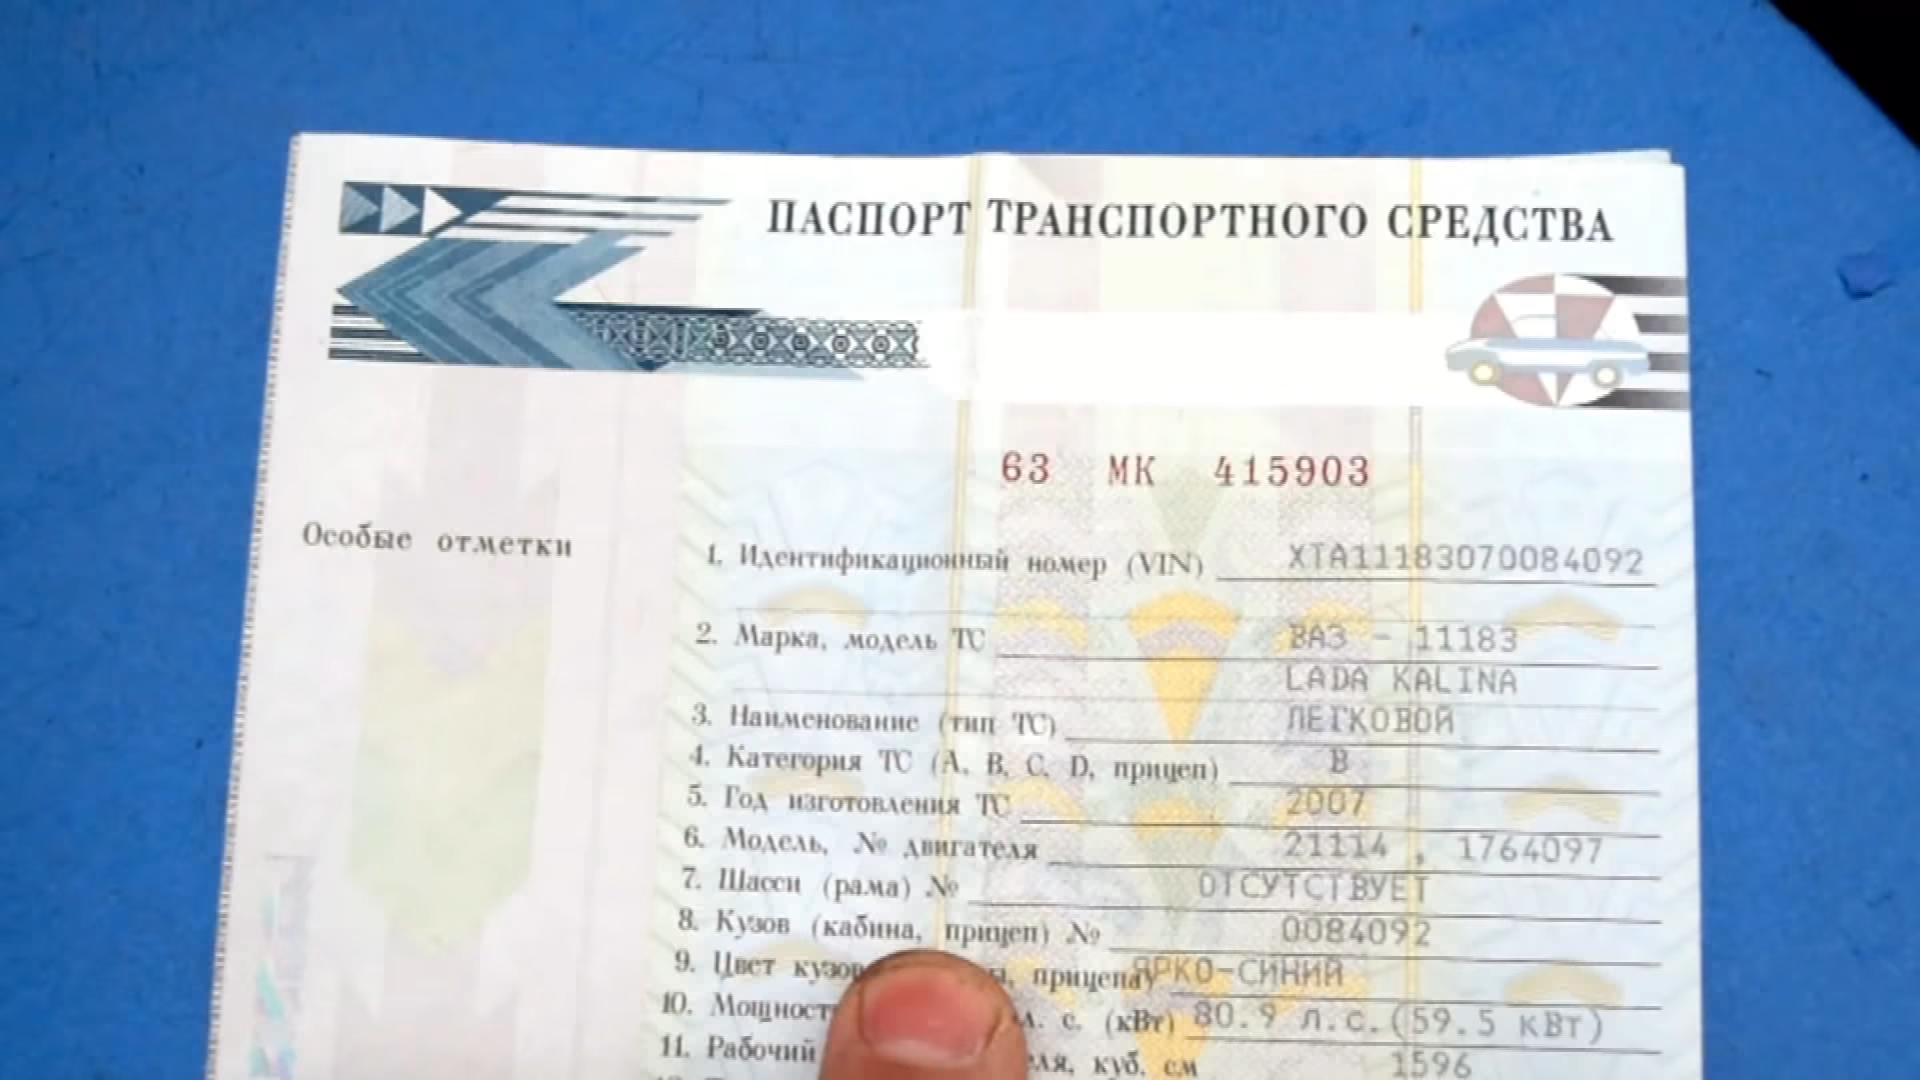 ПАСПОРТ ТРАНСПОРТНОГО СРЕДСТВА
63 МК 415903
Особые отметки
1. Идентификационный номер (VIN) XTA11183070084092
2. Марка, модель ТС ВАЗ - 11183
LADA KALINA
3. Наименование (тип ТС) ЛЕГКОВОЙ
4. Категория ТС (А, В, С, D, прицеп) В
5. Год изготовления ТС 2007
6. Модель, № двигателя 21114 , 1764097
7. Шасси (рама) № ОТСУТСТВУЕТ
8. Кузов (кабина, прицеп) № 0084092
9. Цвет прицепа) ЯРКО-СИНИЙ
10. л. с. (кВт) 80.9 л.с.(59.5 кВт)
11. Рабочий куб. см 1596